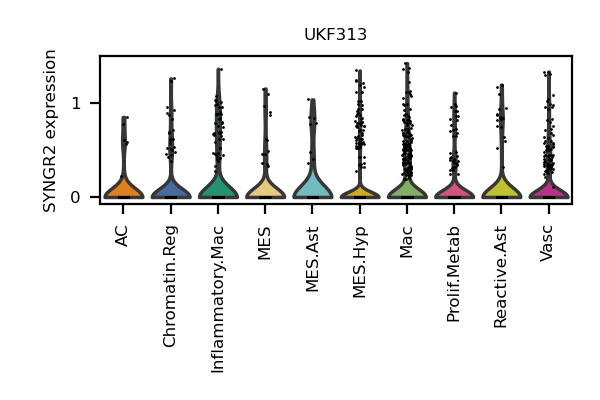 UKF313
SYNGR2 expression
1
0
AC
Chromatin.Reg
Inflammatory.Mac
MES
MES.Ast
MES.Hyp
Mac
Prolif.Metab
Reactive.Ast
Vasc